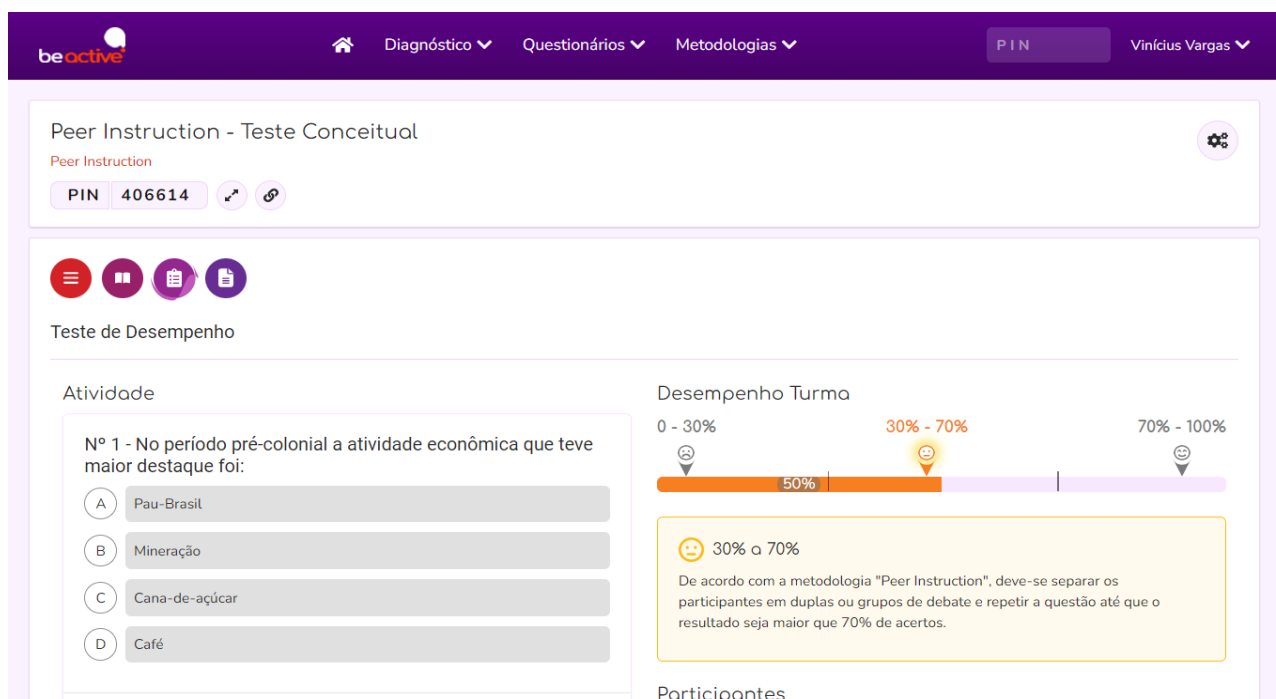 be active
Diagnóstico
Questionários
Metodologias
PIN
Vinícius Vargas
Peer Instruction - Teste Conceitual
Peer Instruction
PIN 406614
Teste de Desempenho
Atividade
Nº 1 - No período pré-colonial a atividade econômica que teve
maior destaque foi:
A Pau-Brasil
B Mineração
C Cana-de-açúcar
D Café
Desempenho Turma
0 - 30% 30% - 70% 70% - 100%
50%
30% a 70%
De acordo com a metodologia "Peer Instruction", deve-se separar os
participantes em duplas ou grupos de debate e repetir a questão até que o
resultado seja maior que 70% de acertos.
Participantes